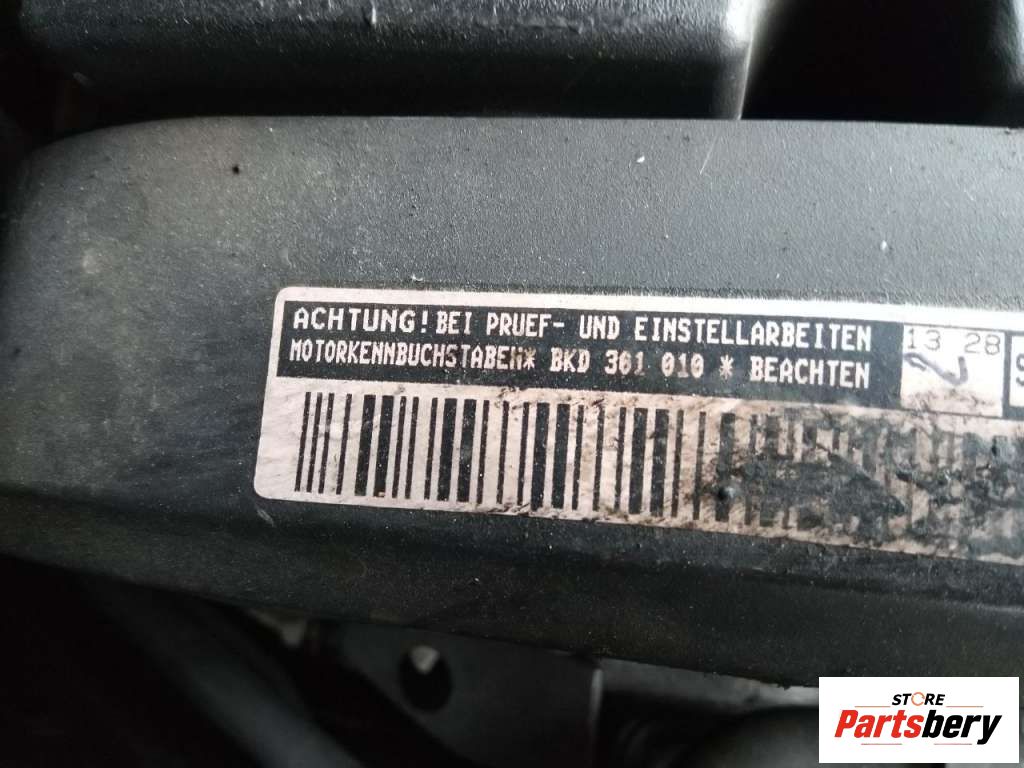 ACHTUNG! BEI PRUEF- UND EINSTELLARBEITEN
MOTORKENNBUCHSTABEN* BKD 361 010 * BEACHTEN
13 28
STORE
Partsbery